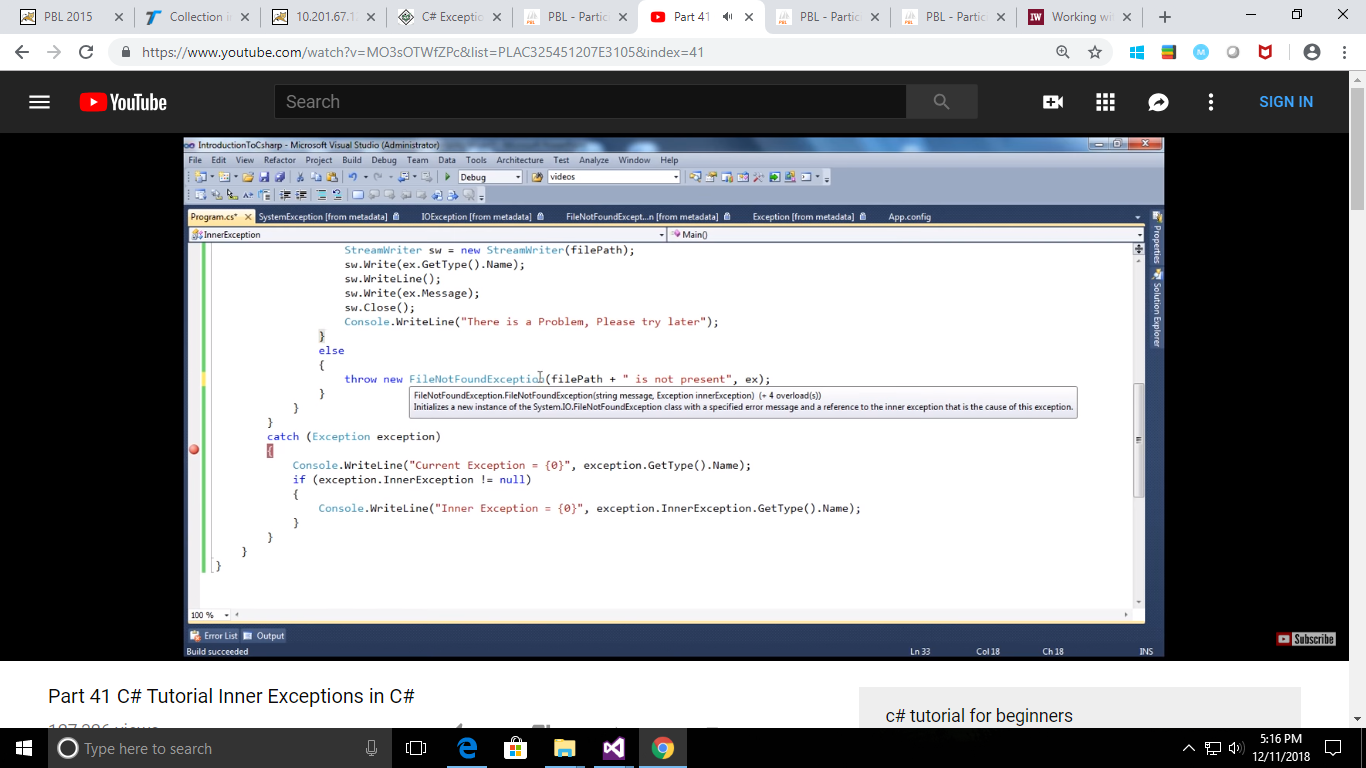 PBL 2015
Collection i
10.201.67.1
C# Exceptio
PBL - Partic
Part 41
PBL - Partic
PBL - Partic
IW Working wi
https://www.youtube.com/watch?v=MO3sOTWfZPc&list=PLAC325451207E3105&index=41
YouTube
Search
SIGN IN
IntroductionToCsharp - Microsoft Visual Studio (Administrator)
File Edit View Refactor Project Build Debug Team Data Tools Architecture Test Analyze Window Help
Debug videos
Program.cs* SystemException [from metadata] IOException [from metadata] FileNotFoundExcept...n [from metadata] Exception [from metadata] App.config
InnerException Main()
Properties
Solution Explorer
StreamWriter sw = new StreamWriter(filePath);
sw.Write(ex.GetType().Name);
sw.WriteLine();
sw.Write(ex.Message);
sw.Close();
Console.WriteLine("There is a Problem, Please try later");
}
else
{
throw new FileNotFoundException(filePath + " is not present", ex);
FileNotFoundException.FileNotFoundException(string message, Exception innerException) (+ 4 overload(s))
Initializes a new instance of the System.IO.FileNotFoundException class with a specified error message and a reference to the inner exception that is the cause of this exception.
}
}
}
catch (Exception exception)
{
Console.WriteLine("Current Exception = {0}", exception.GetType().Name);
if (exception.InnerException != null)
{
Console.WriteLine("Inner Exception = {0}", exception.InnerException.GetType().Name);
}
}
}
}
100 %
Error List Output
Build succeeded Ln 33 Col 18 Ch 18 INS
Subscribe
Part 41 C# Tutorial Inner Exceptions in C#
c# tutorial for beginners
Type here to search
5:16 PM
12/11/2018